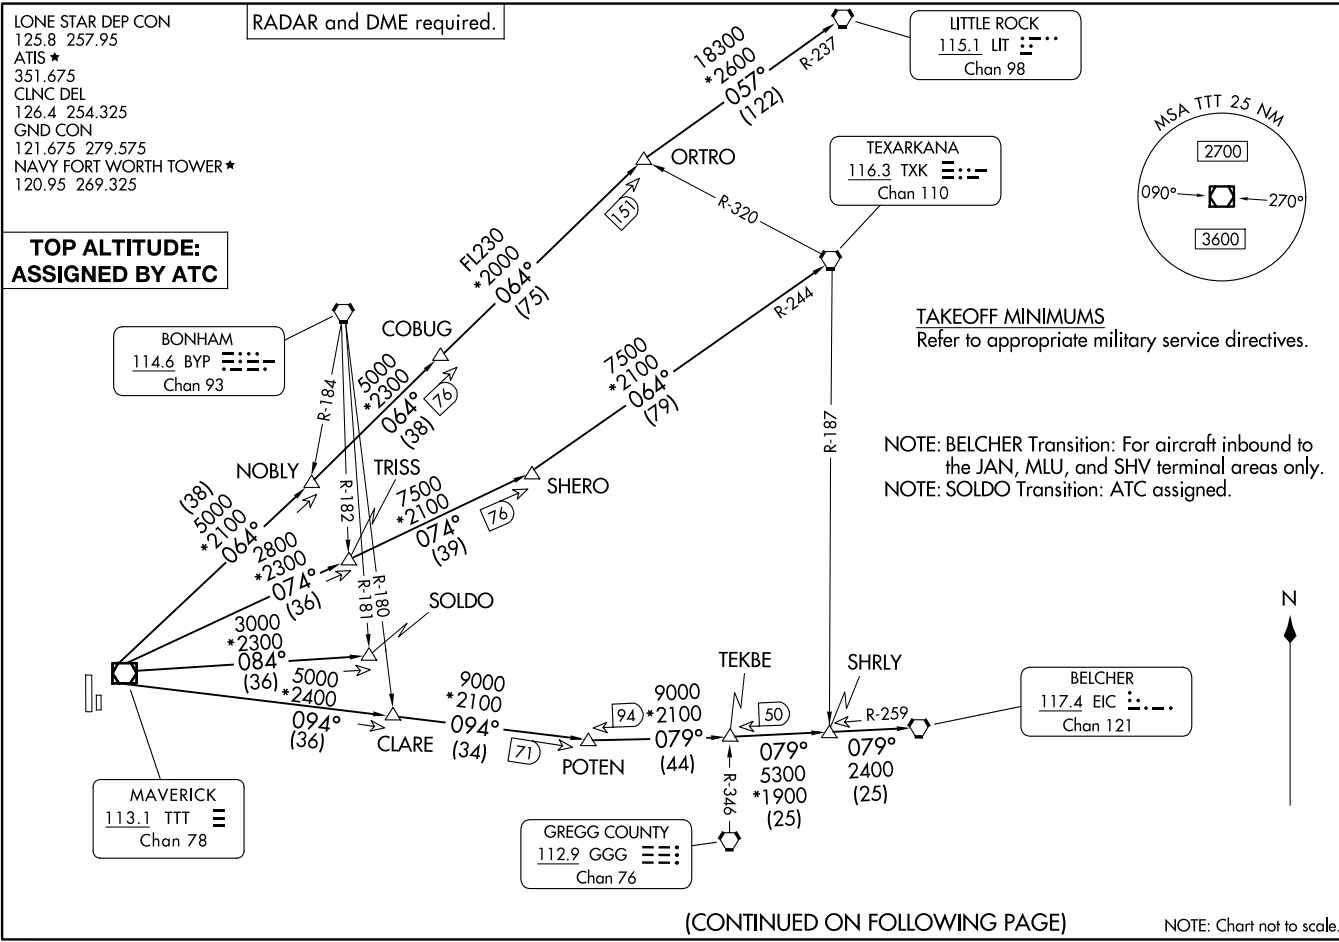 LONE STAR DEP CON
125.8 257.95
ATIS ★
351.675
CLNC DEL
126.4 254.325
GND CON
121.675 279.575
NAVY FORT WORTH TOWER ★
120.95 269.325
RADAR and DME required.
TOP ALTITUDE:
ASSIGNED BY ATC
LITTLE ROCK
115.1 LIT
Chan 98
R-237
18300
*2600
057°
(122)
ORTRO
151
R-320
TEXARKANA
116.3 TXK
Chan 110
MSA TTT 25 NM
2700
090°
270°
3600
FL230
*2000
064°
(75)
COBUG
76
BONHAM
114.6 BYP
Chan 93
R-184
R-182
R-181
R-180
5000
*2300
064°
(38)
R-244
7500
*2100
064°
(79)
R-187
TAKEOFF MINIMUMS
Refer to appropriate military service directives.
NOTE: BELCHER Transition: For aircraft inbound to
the JAN, MLU, and SHV terminal areas only.
NOTE: SOLDO Transition: ATC assigned.
NOBLY
TRISS
SHERO
76
7500
*2100
074°
(39)
(38)
5000
*2100
064°
2800
*2300
074°
(36)
3000
*2300
084°
(36)
SOLDO
5000
*2400
094°
(36)
CLARE
9000
*2100
094°
(34)
71
POTEN
94
9000
*2100
079°
(44)
TEKBE
50
SHRLY
R-259
079°
5300
*1900
(25)
079°
2400
(25)
BELCHER
117.4 EIC
Chan 121
N
MAVERICK
113.1 TTT
Chan 78
R-346
GREGG COUNTY
112.9 GGG
Chan 76
(CONTINUED ON FOLLOWING PAGE)
NOTE: Chart not to scale.